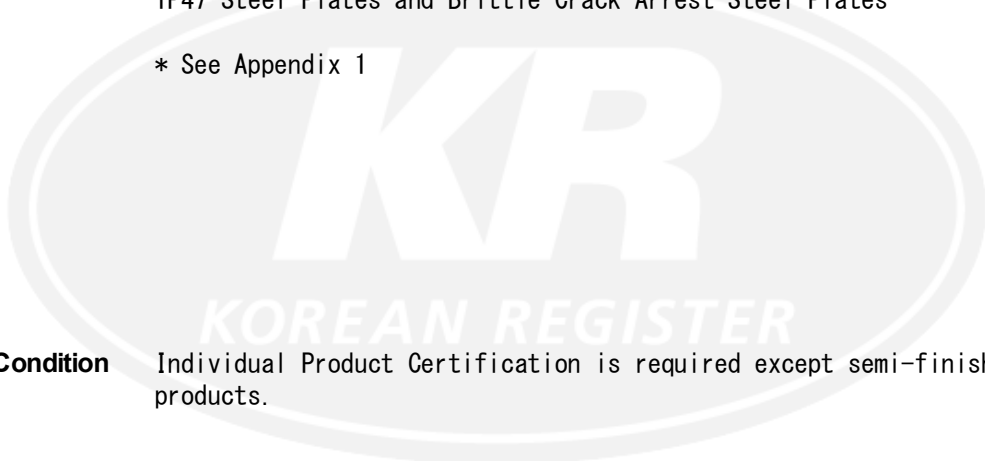 YP47 Steel Plates and Brittle Crack Arrest Steel Plates
* See Appendix 1
KR
KOREAN REGISTER
Condition Individual Product Certification is required except semi-finish
products.